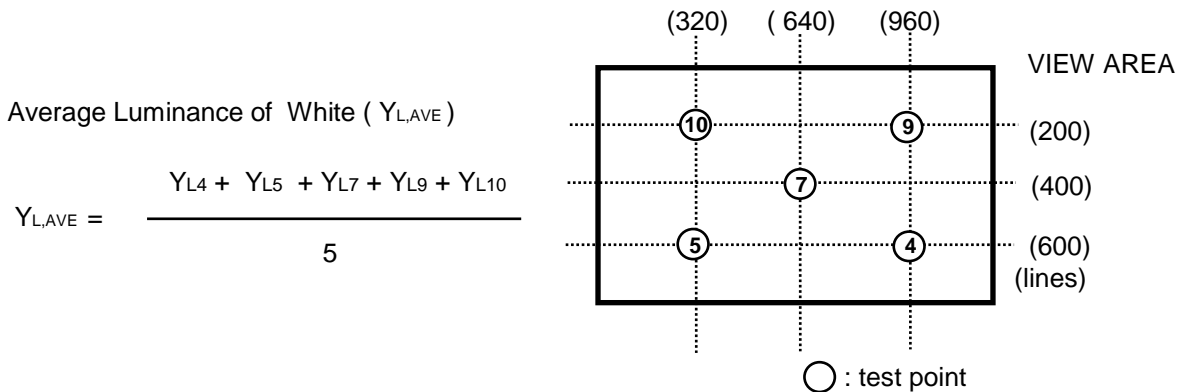 Average Luminance of White ( YL,AVE )
YL,AVE =
YL4 + YL5 + YL7 + YL9 + YL10
5
(320) ( 640) (960)
VIEW AREA
10 9 (200)
7 (400)
5 4 (600)
(lines)
: test point